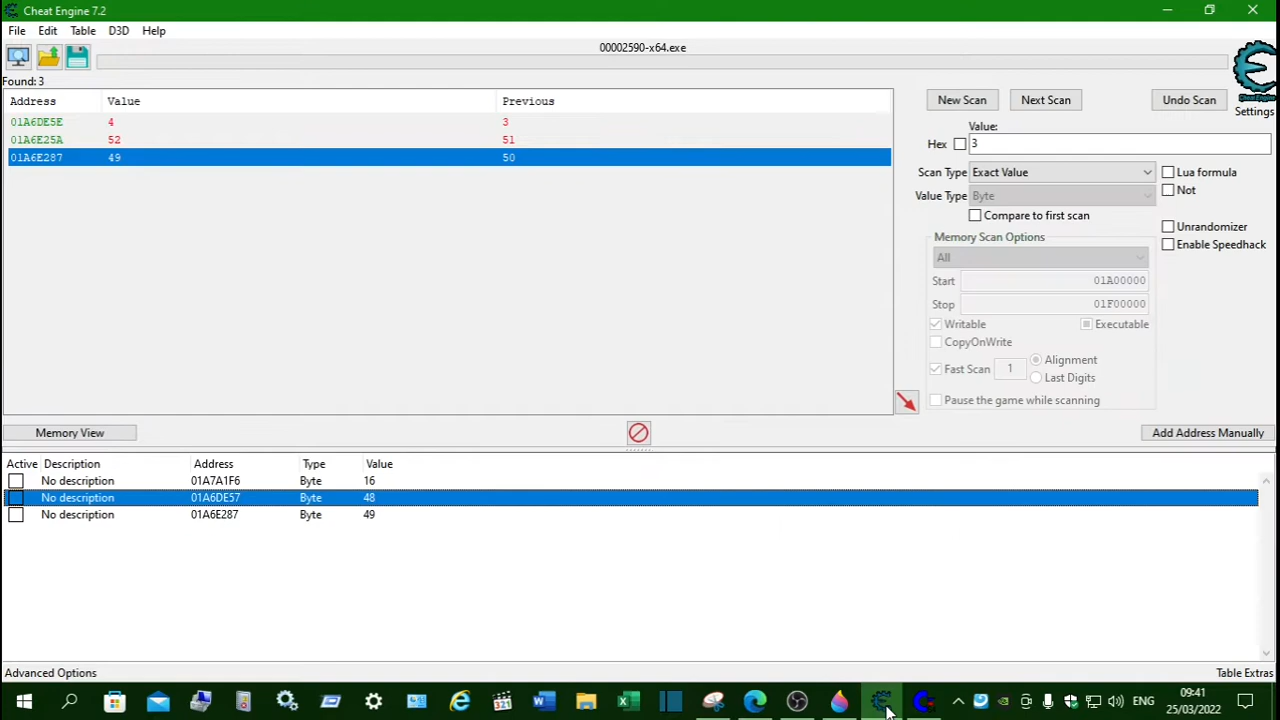 Cheat Engine 7.2
File Edit Table D3D Help
00002590-x64.exe
Found: 3
Address Value Previous
01A6DE5E 4 3
01A6E25A 52 51
01A6E287 49 50
New Scan Next Scan Undo Scan
Cheat Engine
Settings
Value:
Hex 3
Scan Type Exact Value Lua formula
Not
Value Type Byte
Compare to first scan
Unrandomizer
Memory Scan Options
Enable Speedhack
All
Start 01A00000
Stop 01F00000
Writable Executable
CopyOnWrite
Alignment
Fast Scan 1
Last Digits
Pause the game while scanning
Memory View Add Address Manually
Active Description Address Type Value
No description 01A7A1F6 Byte 16
No description 01A6DE57 Byte 48
No description 01A6E287 Byte 49
Advanced Options Table Extras
321
ENG 09:41
25/03/2022